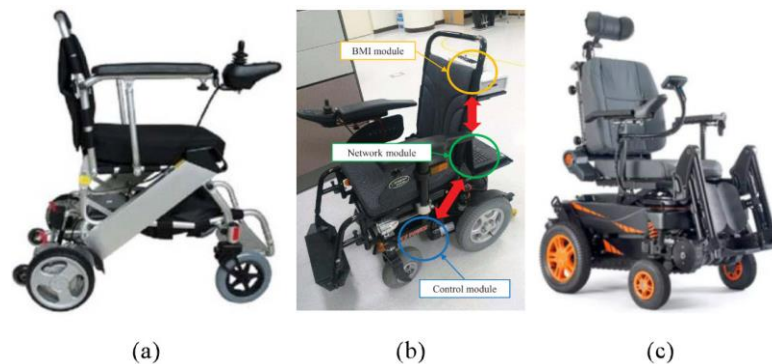 BMI module
Network module
Control module
(a)
(b)
(c)